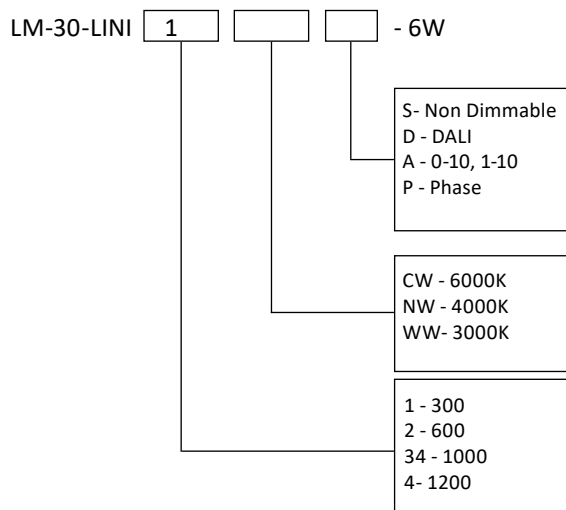 LM-30-LINI 1 - 6W
S- Non Dimmable
D - DALI
A - 0-10, 1-10
P - Phase
CW - 6000K
NW - 4000K
WW- 3000K
1 - 300
2 - 600
34 - 1000
4- 1200